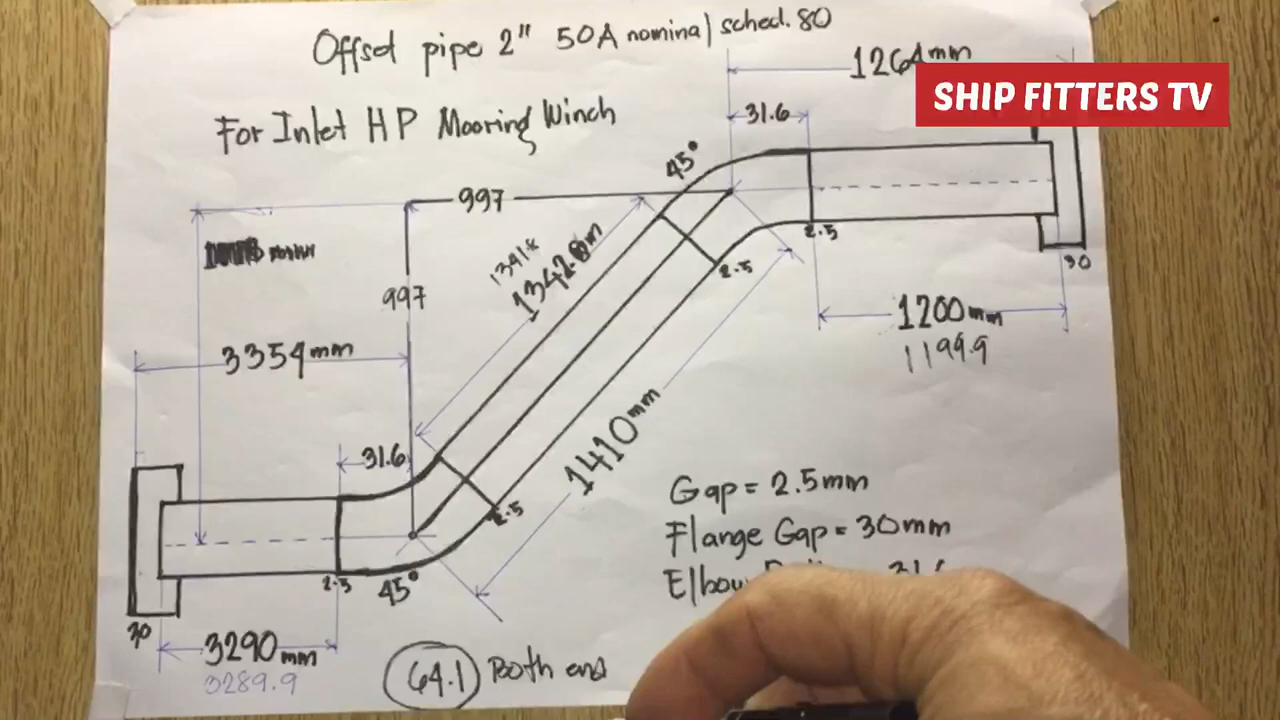 Offset pipe 2" 50A nominal sched. 80
1264mm
SHIP FITTERS TV
For Inlet HP Mooring Winch
31.6
45°
997
997
1341.8
2.5
2.5
30
1200mm
1199.9
3354mm
1410mm
31.6
2.5
2.5
45°
30
3290mm
3289.9
Gap = 2.5mm
Flange Gap = 30mm
64.1 Both end